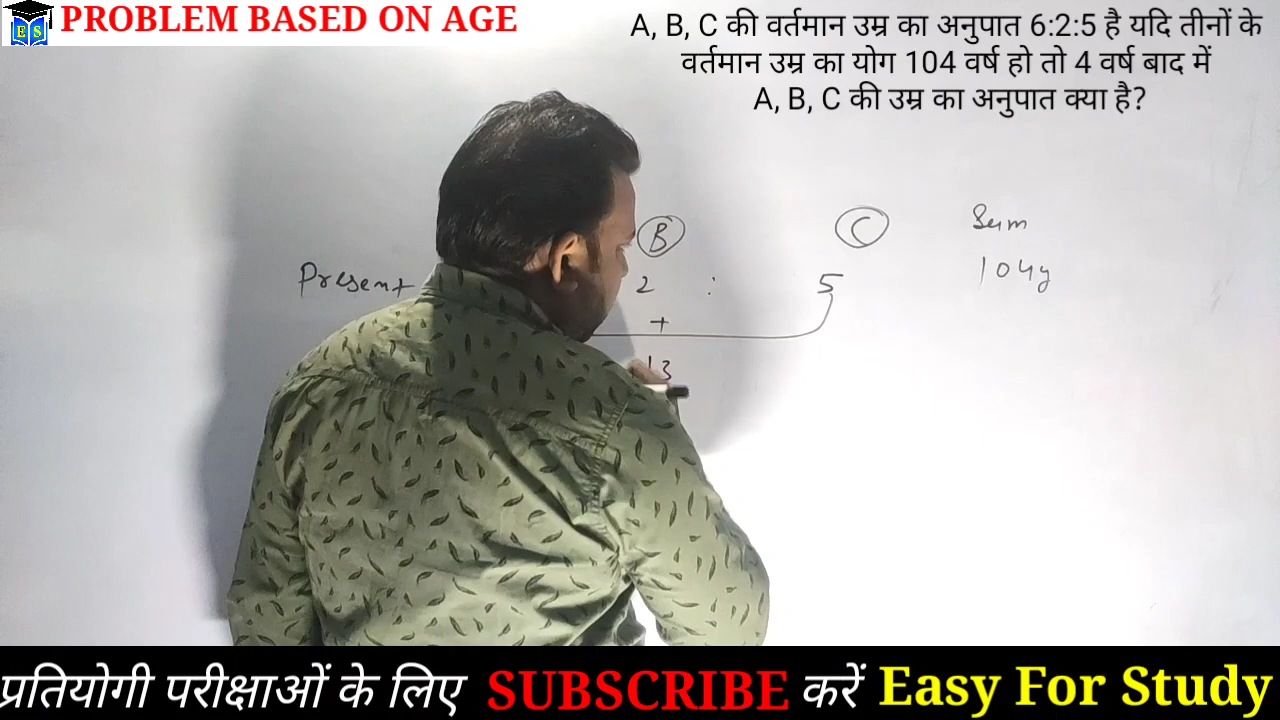 PROBLEM BASED ON AGE
ES
A, B, C की वर्तमान उम्र का अनुपात 6:2:5 है यदि तीनों के
वर्तमान उम्र का योग 104 वर्ष हो तो 4 वर्ष बाद में
A, B, C की उम्र का अनुपात क्या है?
B C Sum
Present 2 : 5 104y
+
13
प्रतियोगी परीक्षाओं के लिए SUBSCRIBE करें Easy For Study